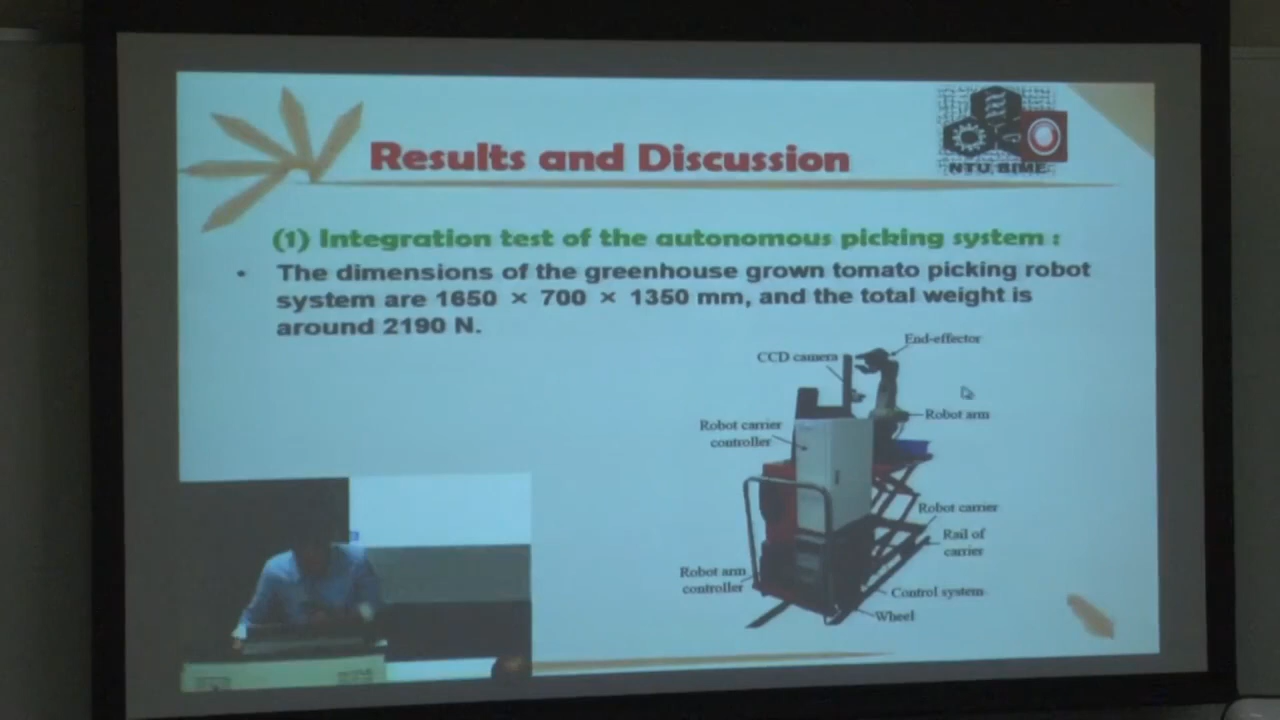 NTU BIME
Results and Discussion
(1) Integration test of the autonomous picking system :
• The dimensions of the greenhouse grown tomato picking robot
system are 1650 × 700 × 1350 mm, and the total weight is
around 2190 N.
End-effector
CCD camera
Robot arm
Robot carrier
controller
Robot carrier
Rail of
carrier
Robot arm
controller
Control system
Wheel